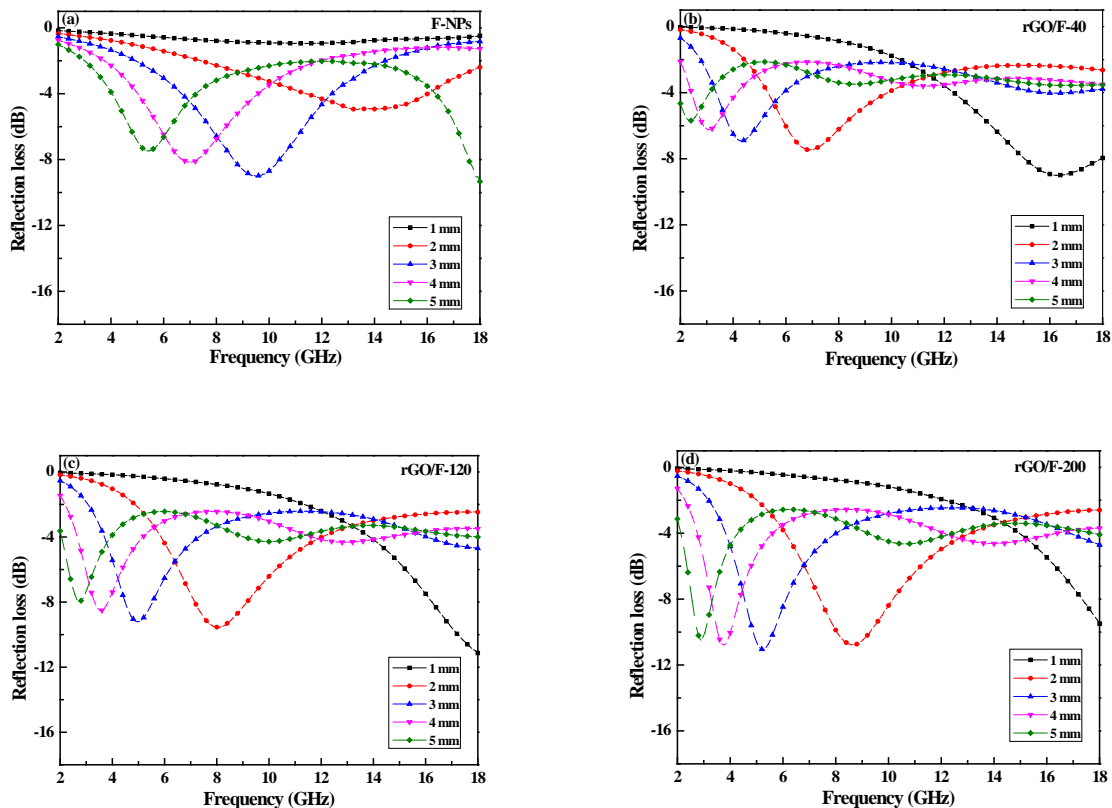 (a)
F-NPs
0
-4
-8
-12
-16
Reflection loss (dB)
1 mm
2 mm
3 mm
4 mm
5 mm
2 4 6 8 10 12 14 16 18
Frequency (GHz)
(b)
rGO/F-40
0
-4
-8
-12
-16
Reflection loss (dB)
1 mm
2 mm
3 mm
4 mm
5 mm
2 4 6 8 10 12 14 16 18
Frequency (GHz)
(c)
rGO/F-120
0
-4
-8
-12
-16
Reflection loss (dB)
1 mm
2 mm
3 mm
4 mm
5 mm
2 4 6 8 10 12 14 16 18
Frequency (GHz)
(d)
rGO/F-200
0
-4
-8
-12
-16
Reflection loss (dB)
1 mm
2 mm
3 mm
4 mm
5 mm
2 4 6 8 10 12 14 16 18
Frequency (GHz)